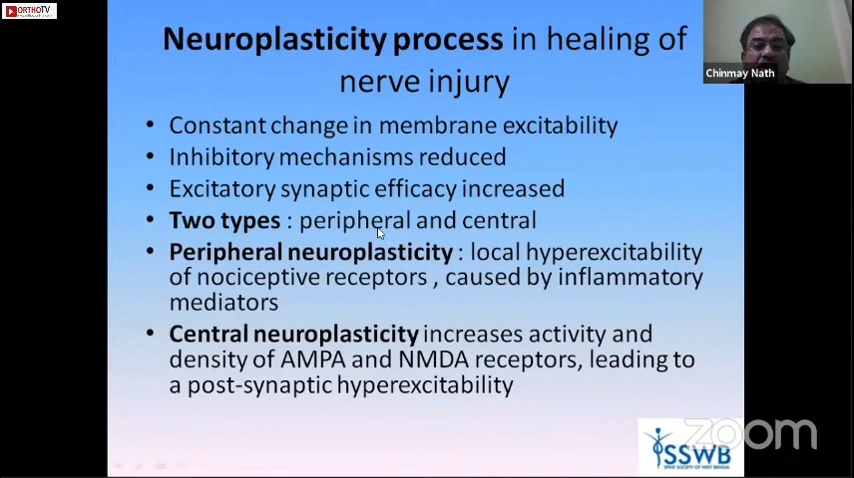 ORTHOTV
Neuroplasticity process in healing of
nerve injury
Chinmay Nath
• Constant change in membrane excitability
• Inhibitory mechanisms reduced
• Excitatory synaptic efficacy increased
• Two types : peripheral and central
• Peripheral neuroplasticity : local hyperexcitability
of nociceptive receptors , caused by inflammatory
mediators
• Central neuroplasticity increases activity and
density of AMPA and NMDA receptors, leading to
a post-synaptic hyperexcitability
zoom
SSWB
SPINE SOCIETY OF WEST BENGAL